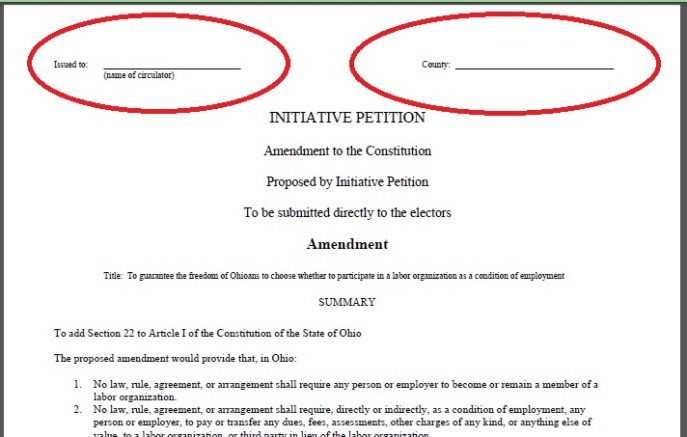 Issued to: ____________________ County: ____________________
(name of circulator)
INITIATIVE PETITION
Amendment to the Constitution
Proposed by Initiative Petition
To be submitted directly to the electors
Amendment
Title: To guarantee the freedom of Ohioans to choose whether to participate in a labor organization as a condition of employment
SUMMARY
To add Section 22 to Article I of the Constitution of the State of Ohio
The proposed amendment would provide that, in Ohio:
1. No law, rule, agreement, or arrangement shall require any person or employer to become or remain a member of a
labor organization.
2. No law, rule, agreement, or arrangement shall require, directly or indirectly, as a condition of employment, any
person or employer, to pay or transfer any dues, fees, assessments, other charges of any kind, or anything else of
value, to a labor organization, or third party in lieu of the labor organization.